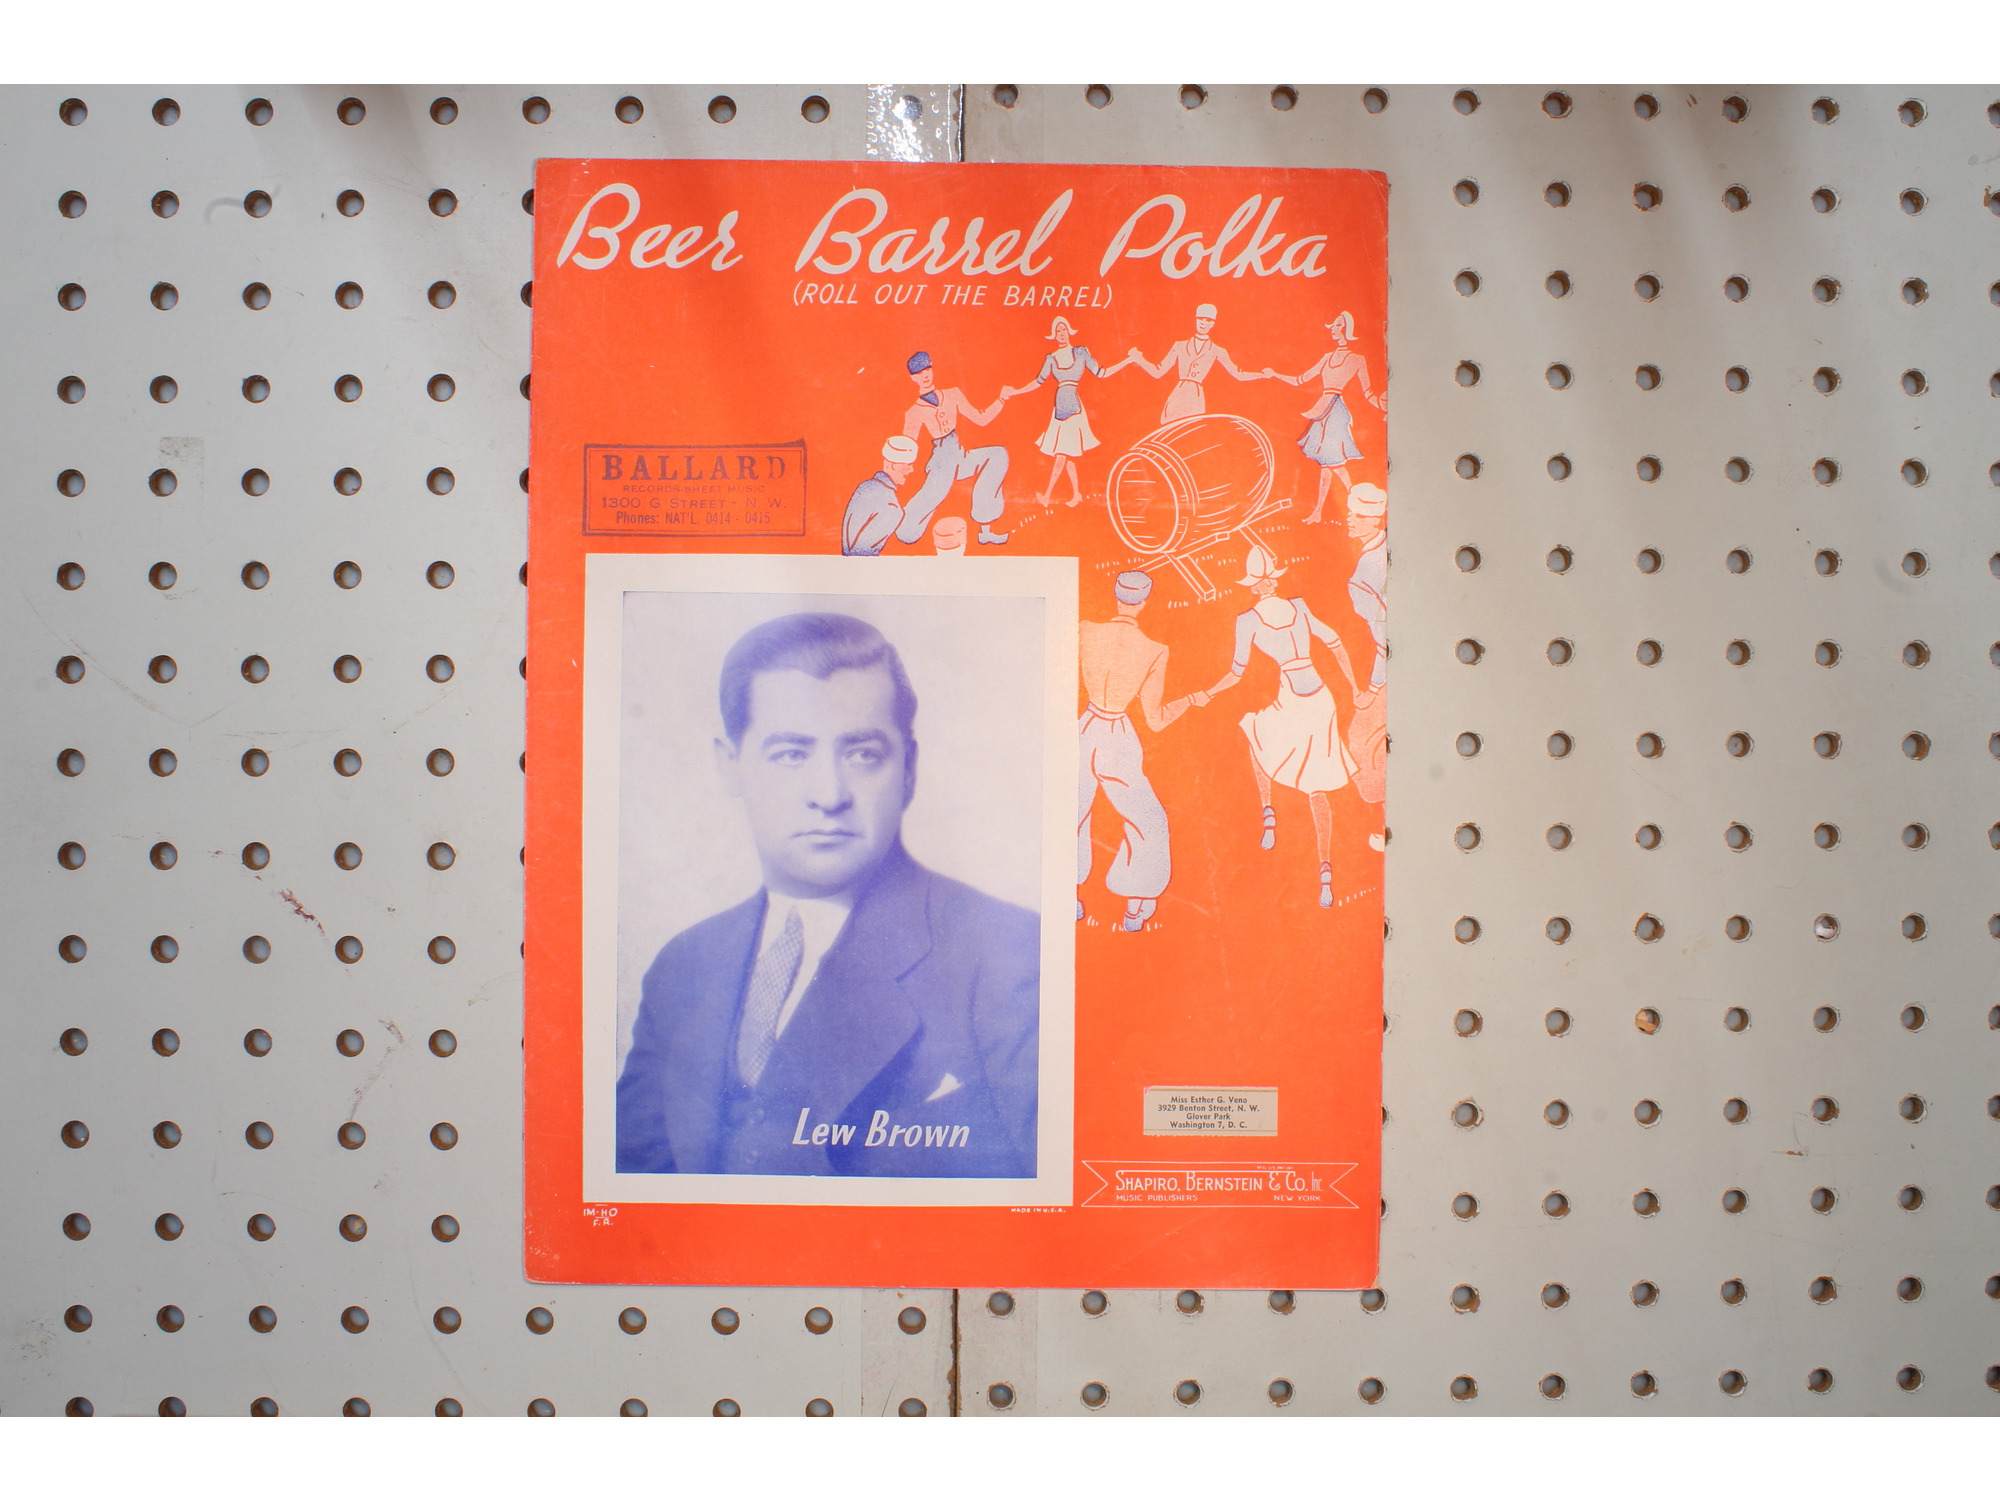 Beer Barrel Polka
(ROLL OUT THE BARREL)
BALLARD
RECORDS-SHEET MUSIC
1300 G STREET - N. W.
Phones: NAT'L. 0414 - 0415
Lew Brown
Miss Esther G. Veno
3929 Benton Street, N. W.
Glover Park
Washington 7, D. C.
SHAPIRO, BERNSTEIN & CO. Inc
MUSIC PUBLISHERS NEW YORK
IM-HO
F.A.
MADE IN U.S.A.